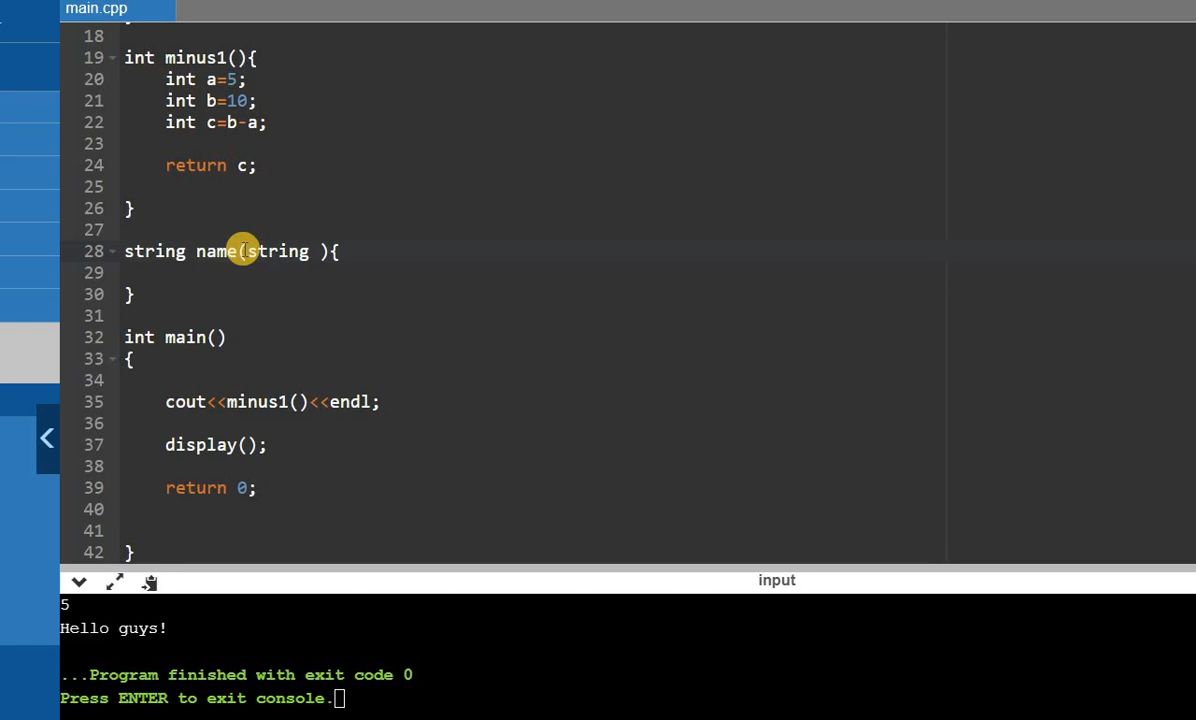 main.cpp
18
19 int minus1(){
20 int a=5;
21 int b=10;
22 int c=b-a;
23
24 return c;
25
26 }
27
28 string name(string ){
29
30 }
31
32 int main()
33 {
34
35 cout<<minus1()<<endl;
36
37 display();
38
39 return 0;
40
41
42 }
input
5
Hello guys!
...Program finished with exit code 0
Press ENTER to exit console.